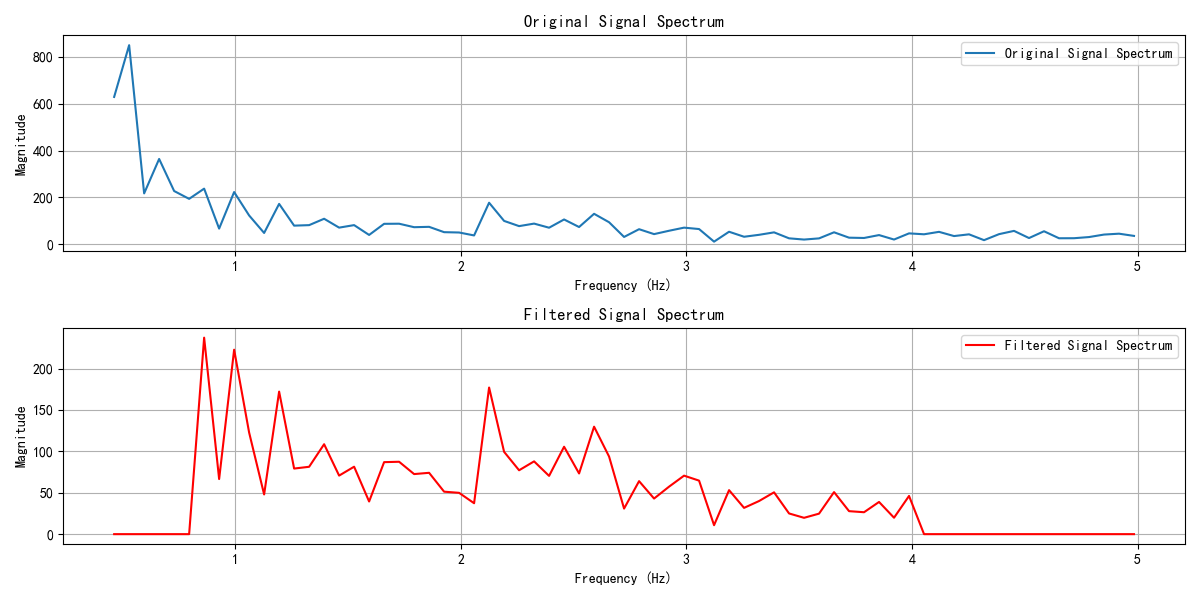 Original Signal Spectrum
Original Signal Spectrum
Magnitude
800
600
400
200
0
1 2 3 4 5
Frequency (Hz)
Filtered Signal Spectrum
Filtered Signal Spectrum
Magnitude
200
150
100
50
0
1 2 3 4 5
Frequency (Hz)